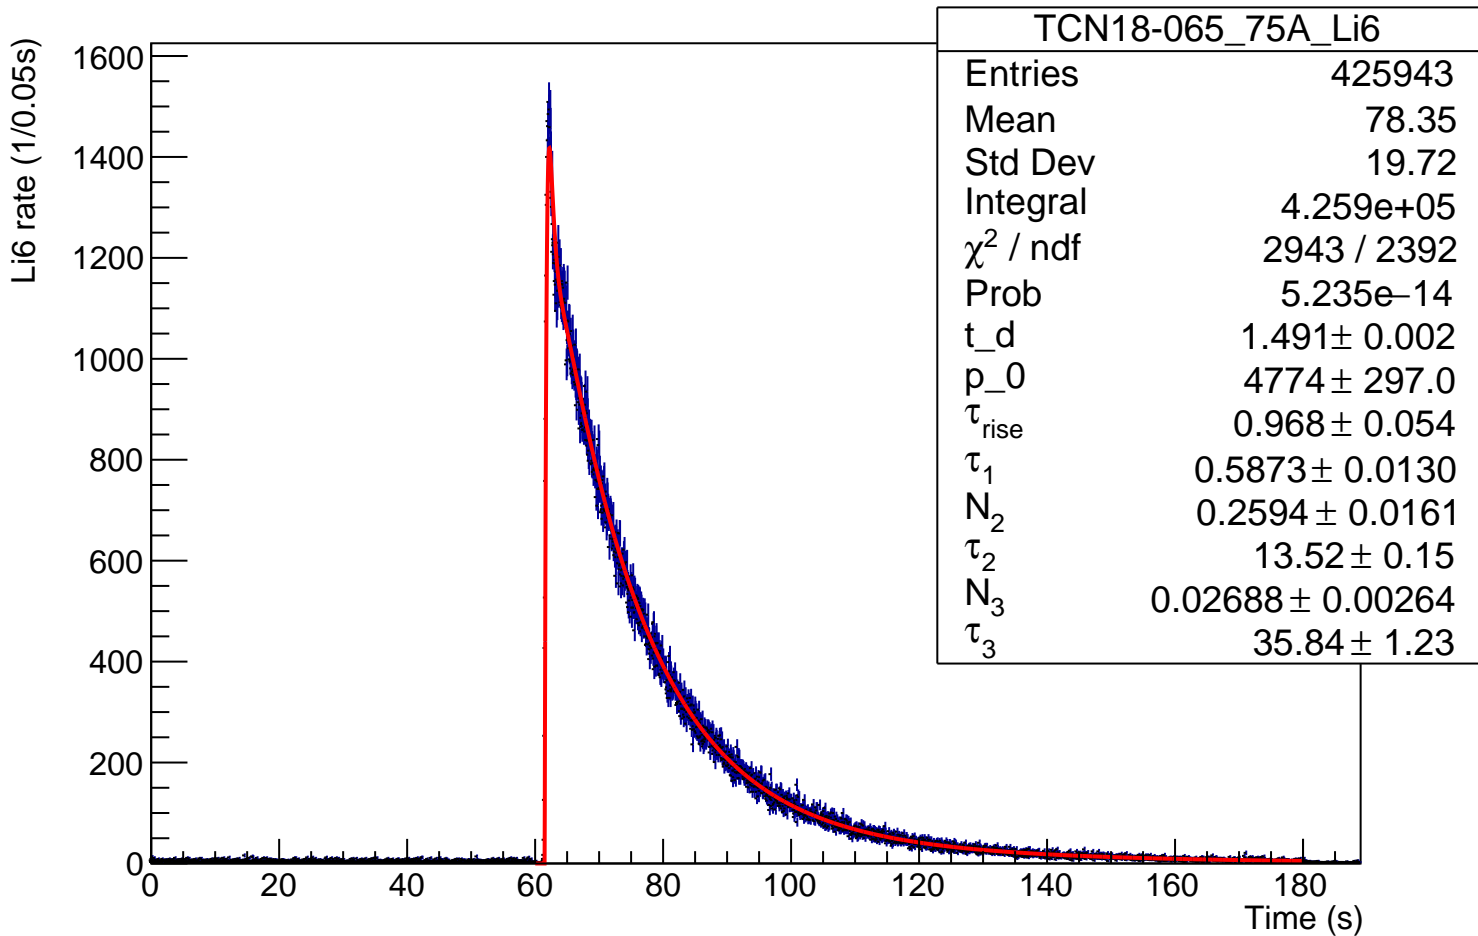 TCN18-065_75A_Li6
Entries 425943
Mean 78.35
Std Dev 19.72
Integral 4.259e+05
χ² / ndf 2943 / 2392
Prob 5.235e−14
t_d 1.491± 0.002
p_0 4774 ± 297.0
τrise 0.968 ± 0.054
τ1 0.5873 ± 0.0130
N2 0.2594 ± 0.0161
τ2 13.52 ± 0.15
N3 0.02688 ± 0.00264
τ3 35.84 ± 1.23
Li6 rate (1/0.05s)
1600
1400
1200
1000
800
600
400
200
0
0 20 40 60 80 100 120 140 160 180
Time (s)